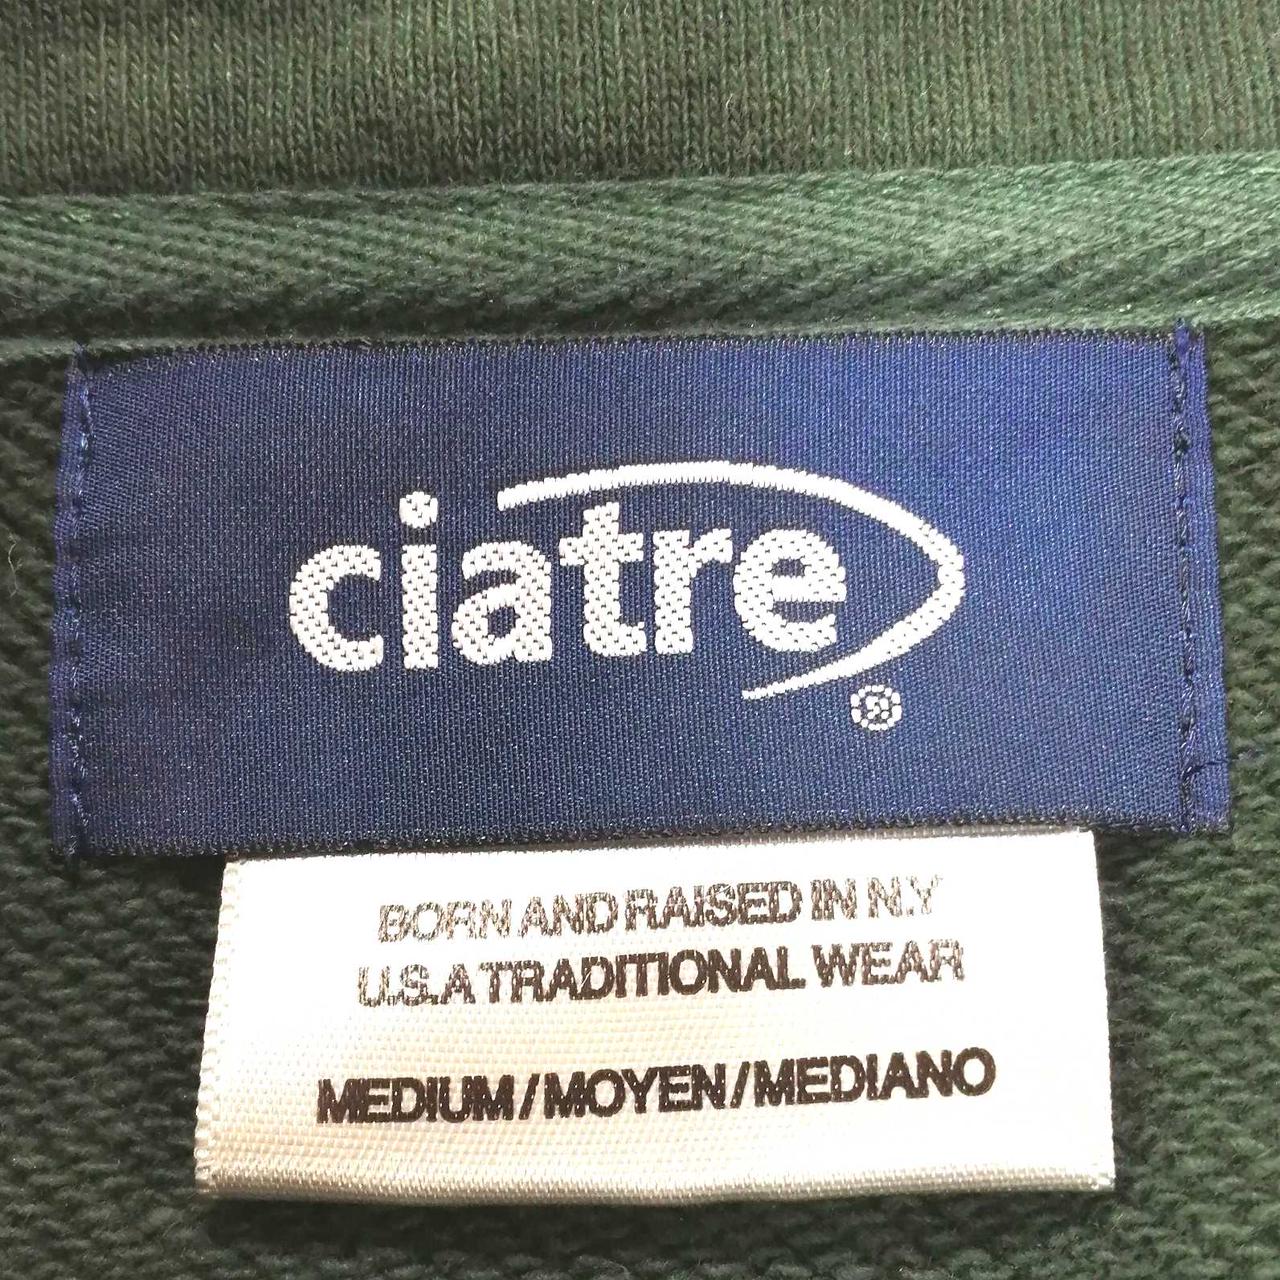 ciatre®
BORN AND RAISED IN N.Y
U.S.A TRADITIONAL WEAR
MEDIUM/MOYEN/MEDIANO